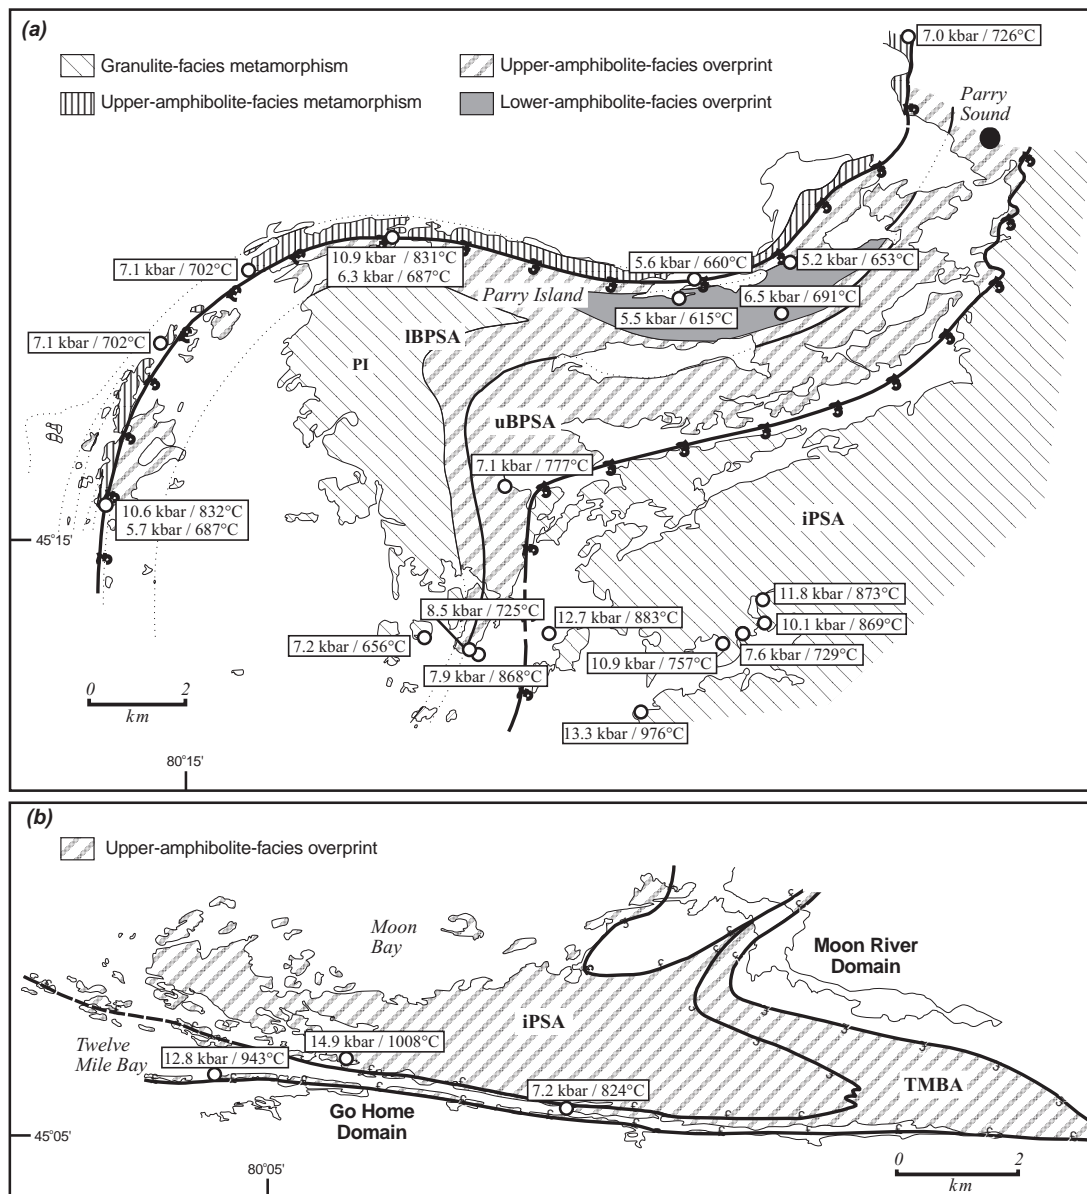 (a)
Granulite-facies metamorphism
Upper-amphibolite-facies metamorphism
Upper-amphibolite-facies overprint
Lower-amphibolite-facies overprint
7.0 kbar / 726°C
Parry
Sound
7.1 kbar / 702°C
10.9 kbar / 831°C
6.3 kbar / 687°C
5.6 kbar / 660°C
5.2 kbar / 653°C
Parry Island
6.5 kbar / 691°C
5.5 kbar / 615°C
7.1 kbar / 702°C
lBPSA
PI
uBPSA
7.1 kbar / 777°C
10.6 kbar / 832°C
5.7 kbar / 687°C
iPSA
45°15'
11.8 kbar / 873°C
8.5 kbar / 725°C
12.7 kbar / 883°C
10.1 kbar / 869°C
7.2 kbar / 656°C
10.9 kbar / 757°C
7.6 kbar / 729°C
7.9 kbar / 868°C
0 2
km
13.3 kbar / 976°C
80°15'
(b)
Upper-amphibolite-facies overprint
Moon
Bay
Moon River
Domain
iPSA
Twelve
Mile Bay
14.9 kbar / 1008°C
12.8 kbar / 943°C
7.2 kbar / 824°C
TMBA
Go Home
Domain
45°05'
80°05'
0 2
km